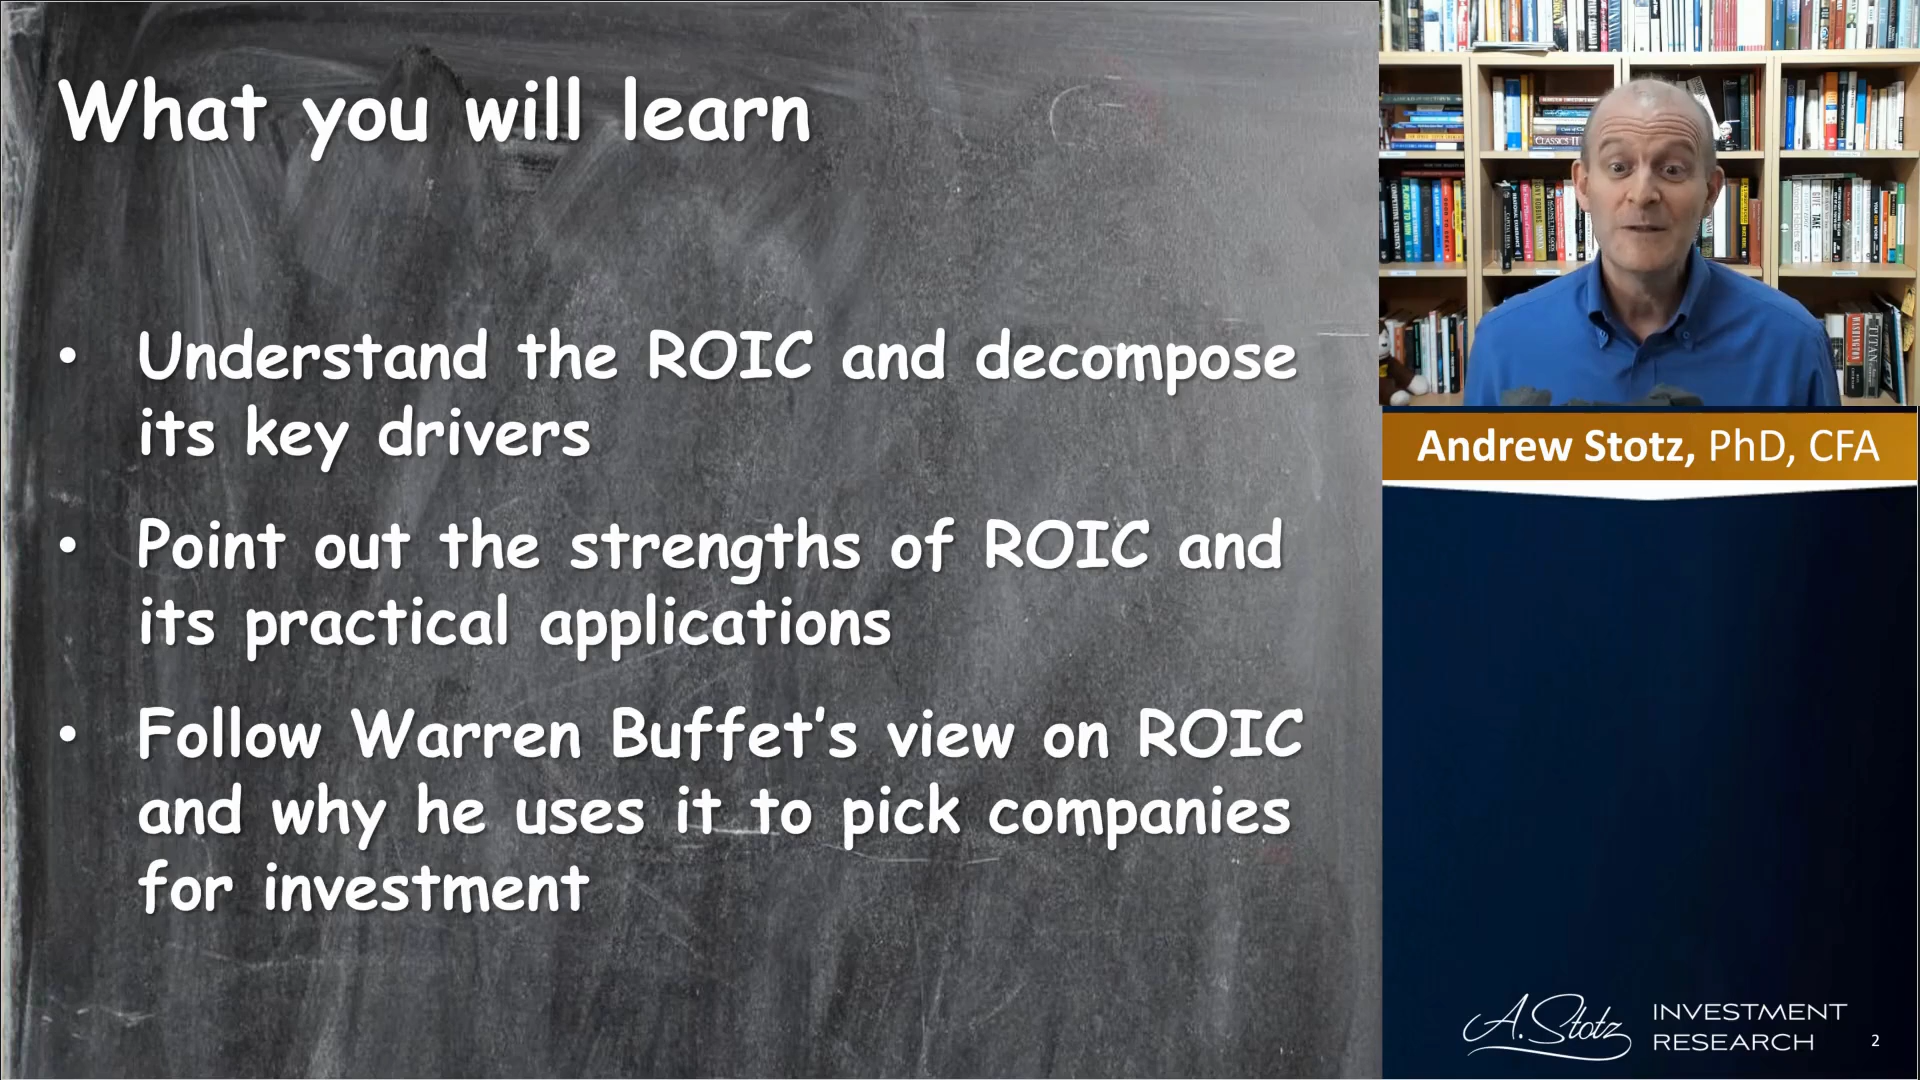 What you will learn
• Understand the ROIC and decompose
its key drivers
• Point out the strengths of ROIC and
its practical applications
• Follow Warren Buffet's view on ROIC
and why he uses it to pick companies
for investment
Andrew Stotz, PhD, CFA
A. Stotz
INVESTMENT
RESEARCH
2